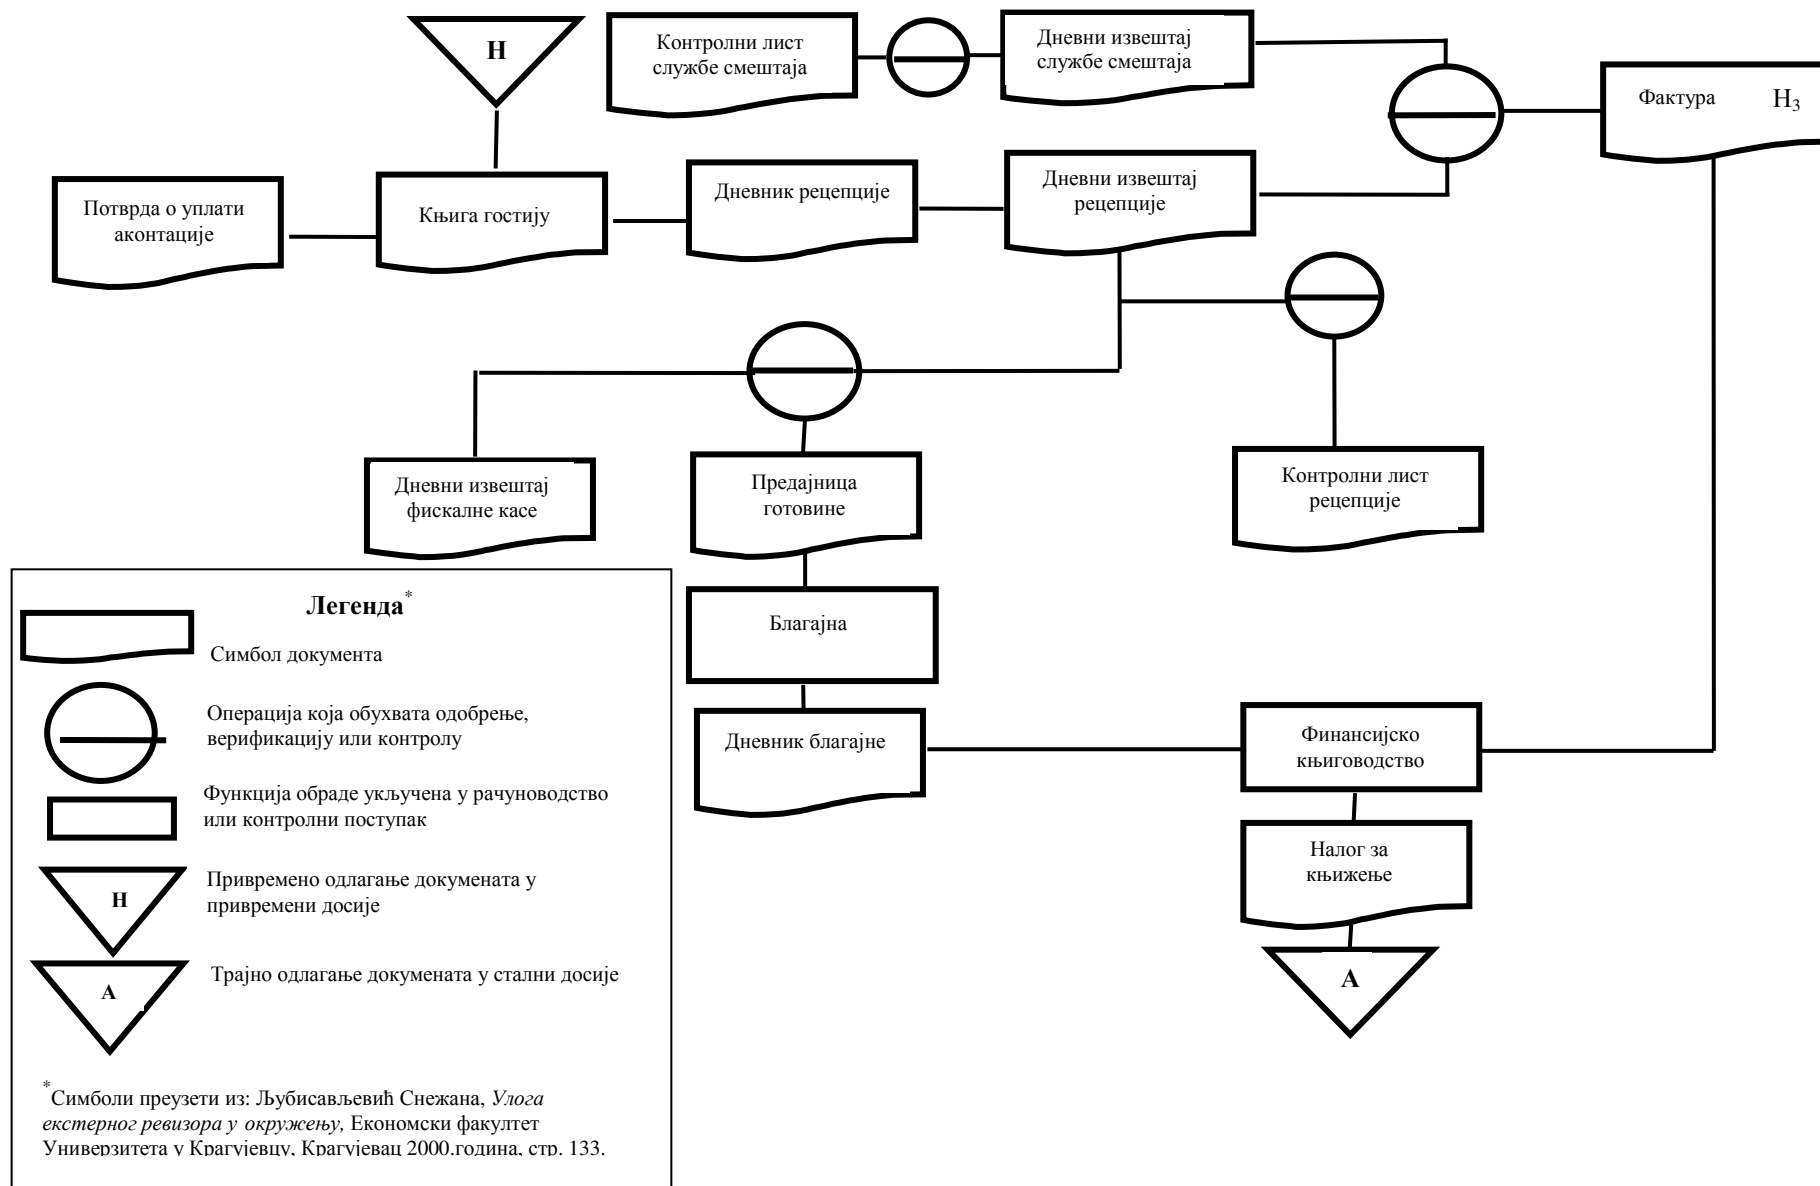 Н
Контролни лист
службе смештаја
Дневни извештај
службе смештаја
Фактура Н3
Потврда о уплати
аконтације
Књига гостију
Дневник рецепције
Дневни извештај
рецепције
Дневни извештај
фискалне касе
Предајница
готовине
Контролни лист
рецепције
Благајна
Дневник благајне
Финансијско
књиговодство
Налог за
књижење
А
Легенда*
Симбол документа
Операција која обухвата одобрење,
верификацију или контролу
Функција обраде укључена у рачуноводство
или контролни поступак
Н
Привремено одлагање докумената у
привремени досије
А
Трајно одлагање докумената у стални досије
*Симболи преузети из: Љубисављевић Снежана, Улога
екстерног ревизора у окружењу, Економски факултет
Универзитета у Крагујевцу, Крагујевац 2000.година, стр. 133.